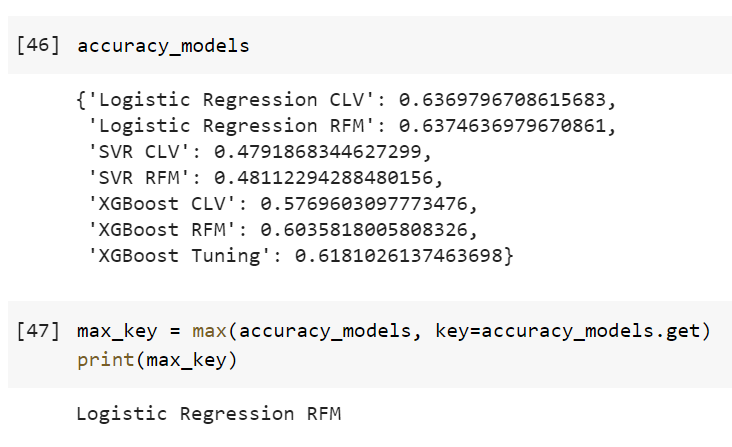 [46] accuracy_models
{'Logistic Regression CLV': 0.6369796708615683,
'Logistic Regression RFM': 0.6374636979670861,
'SVR CLV': 0.4791868344627299,
'SVR RFM': 0.48112294288480156,
'XGBoost CLV': 0.5769603097773476,
'XGBoost RFM': 0.6035818005808326,
'XGBoost Tuning': 0.6181026137463698}
[47] max_key = max(accuracy_models, key=accuracy_models.get)
print(max_key)
Logistic Regression RFM